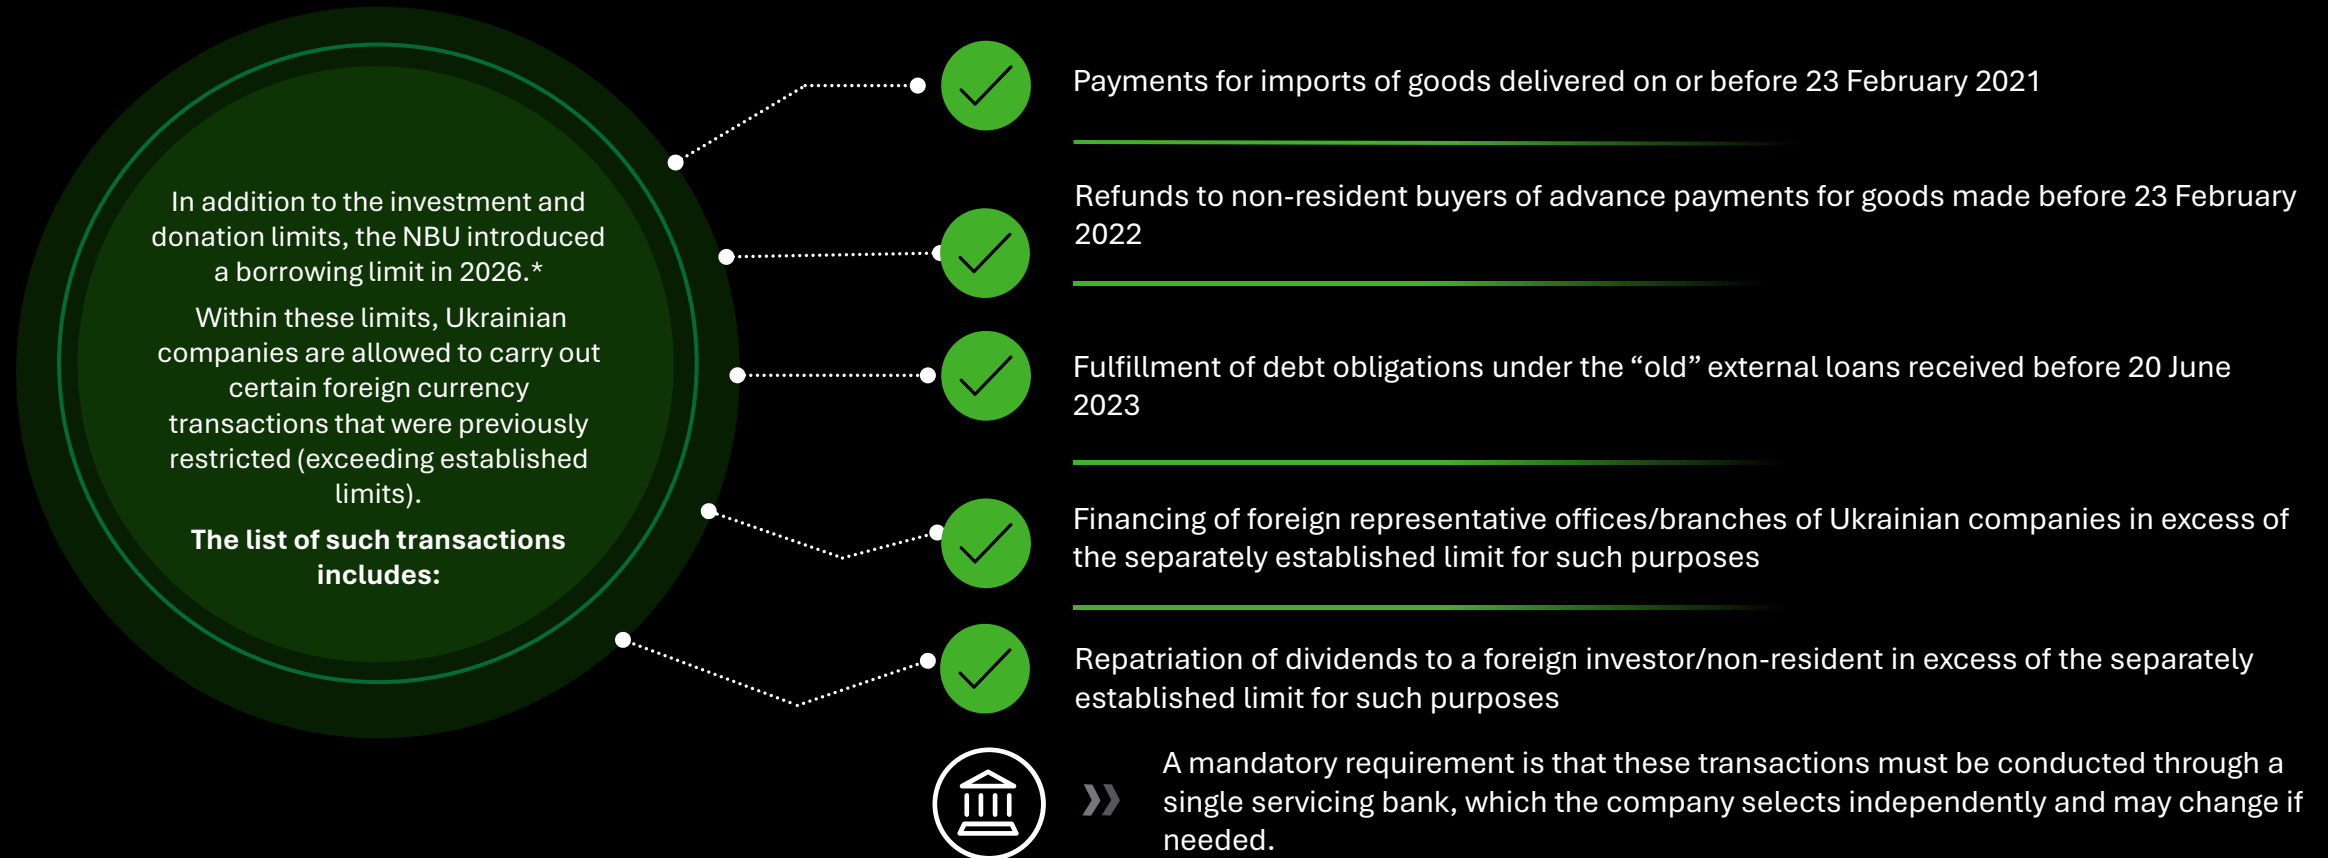 In addition to the investment and
donation limits, the NBU introduced
a borrowing limit in 2026.*
Within these limits, Ukrainian
companies are allowed to carry out
certain foreign currency
transactions that were previously
restricted (exceeding established
limits).
The list of such transactions
includes:
Payments for imports of goods delivered on or before 23 February 2021
Refunds to non-resident buyers of advance payments for goods made before 23 February
2022
Fulfillment of debt obligations under the “old” external loans received before 20 June
2023
Financing of foreign representative offices/branches of Ukrainian companies in excess of
the separately established limit for such purposes
Repatriation of dividends to a foreign investor/non-resident in excess of the separately
established limit for such purposes
A mandatory requirement is that these transactions must be conducted through a
single servicing bank, which the company selects independently and may change if
needed.